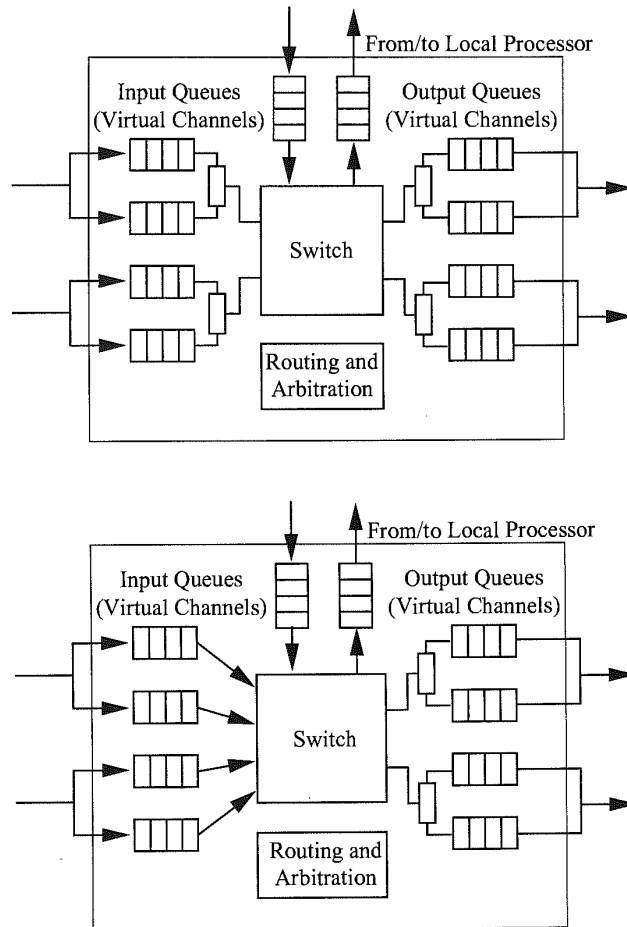 From/to Local Processor
Input Queues
(Virtual Channels)
Output Queues
(Virtual Channels)
Switch
Routing and
Arbitration
From/to Local Processor
Input Queues
(Virtual Channels)
Output Queues
(Virtual Channels)
Switch
Routing and
Arbitration